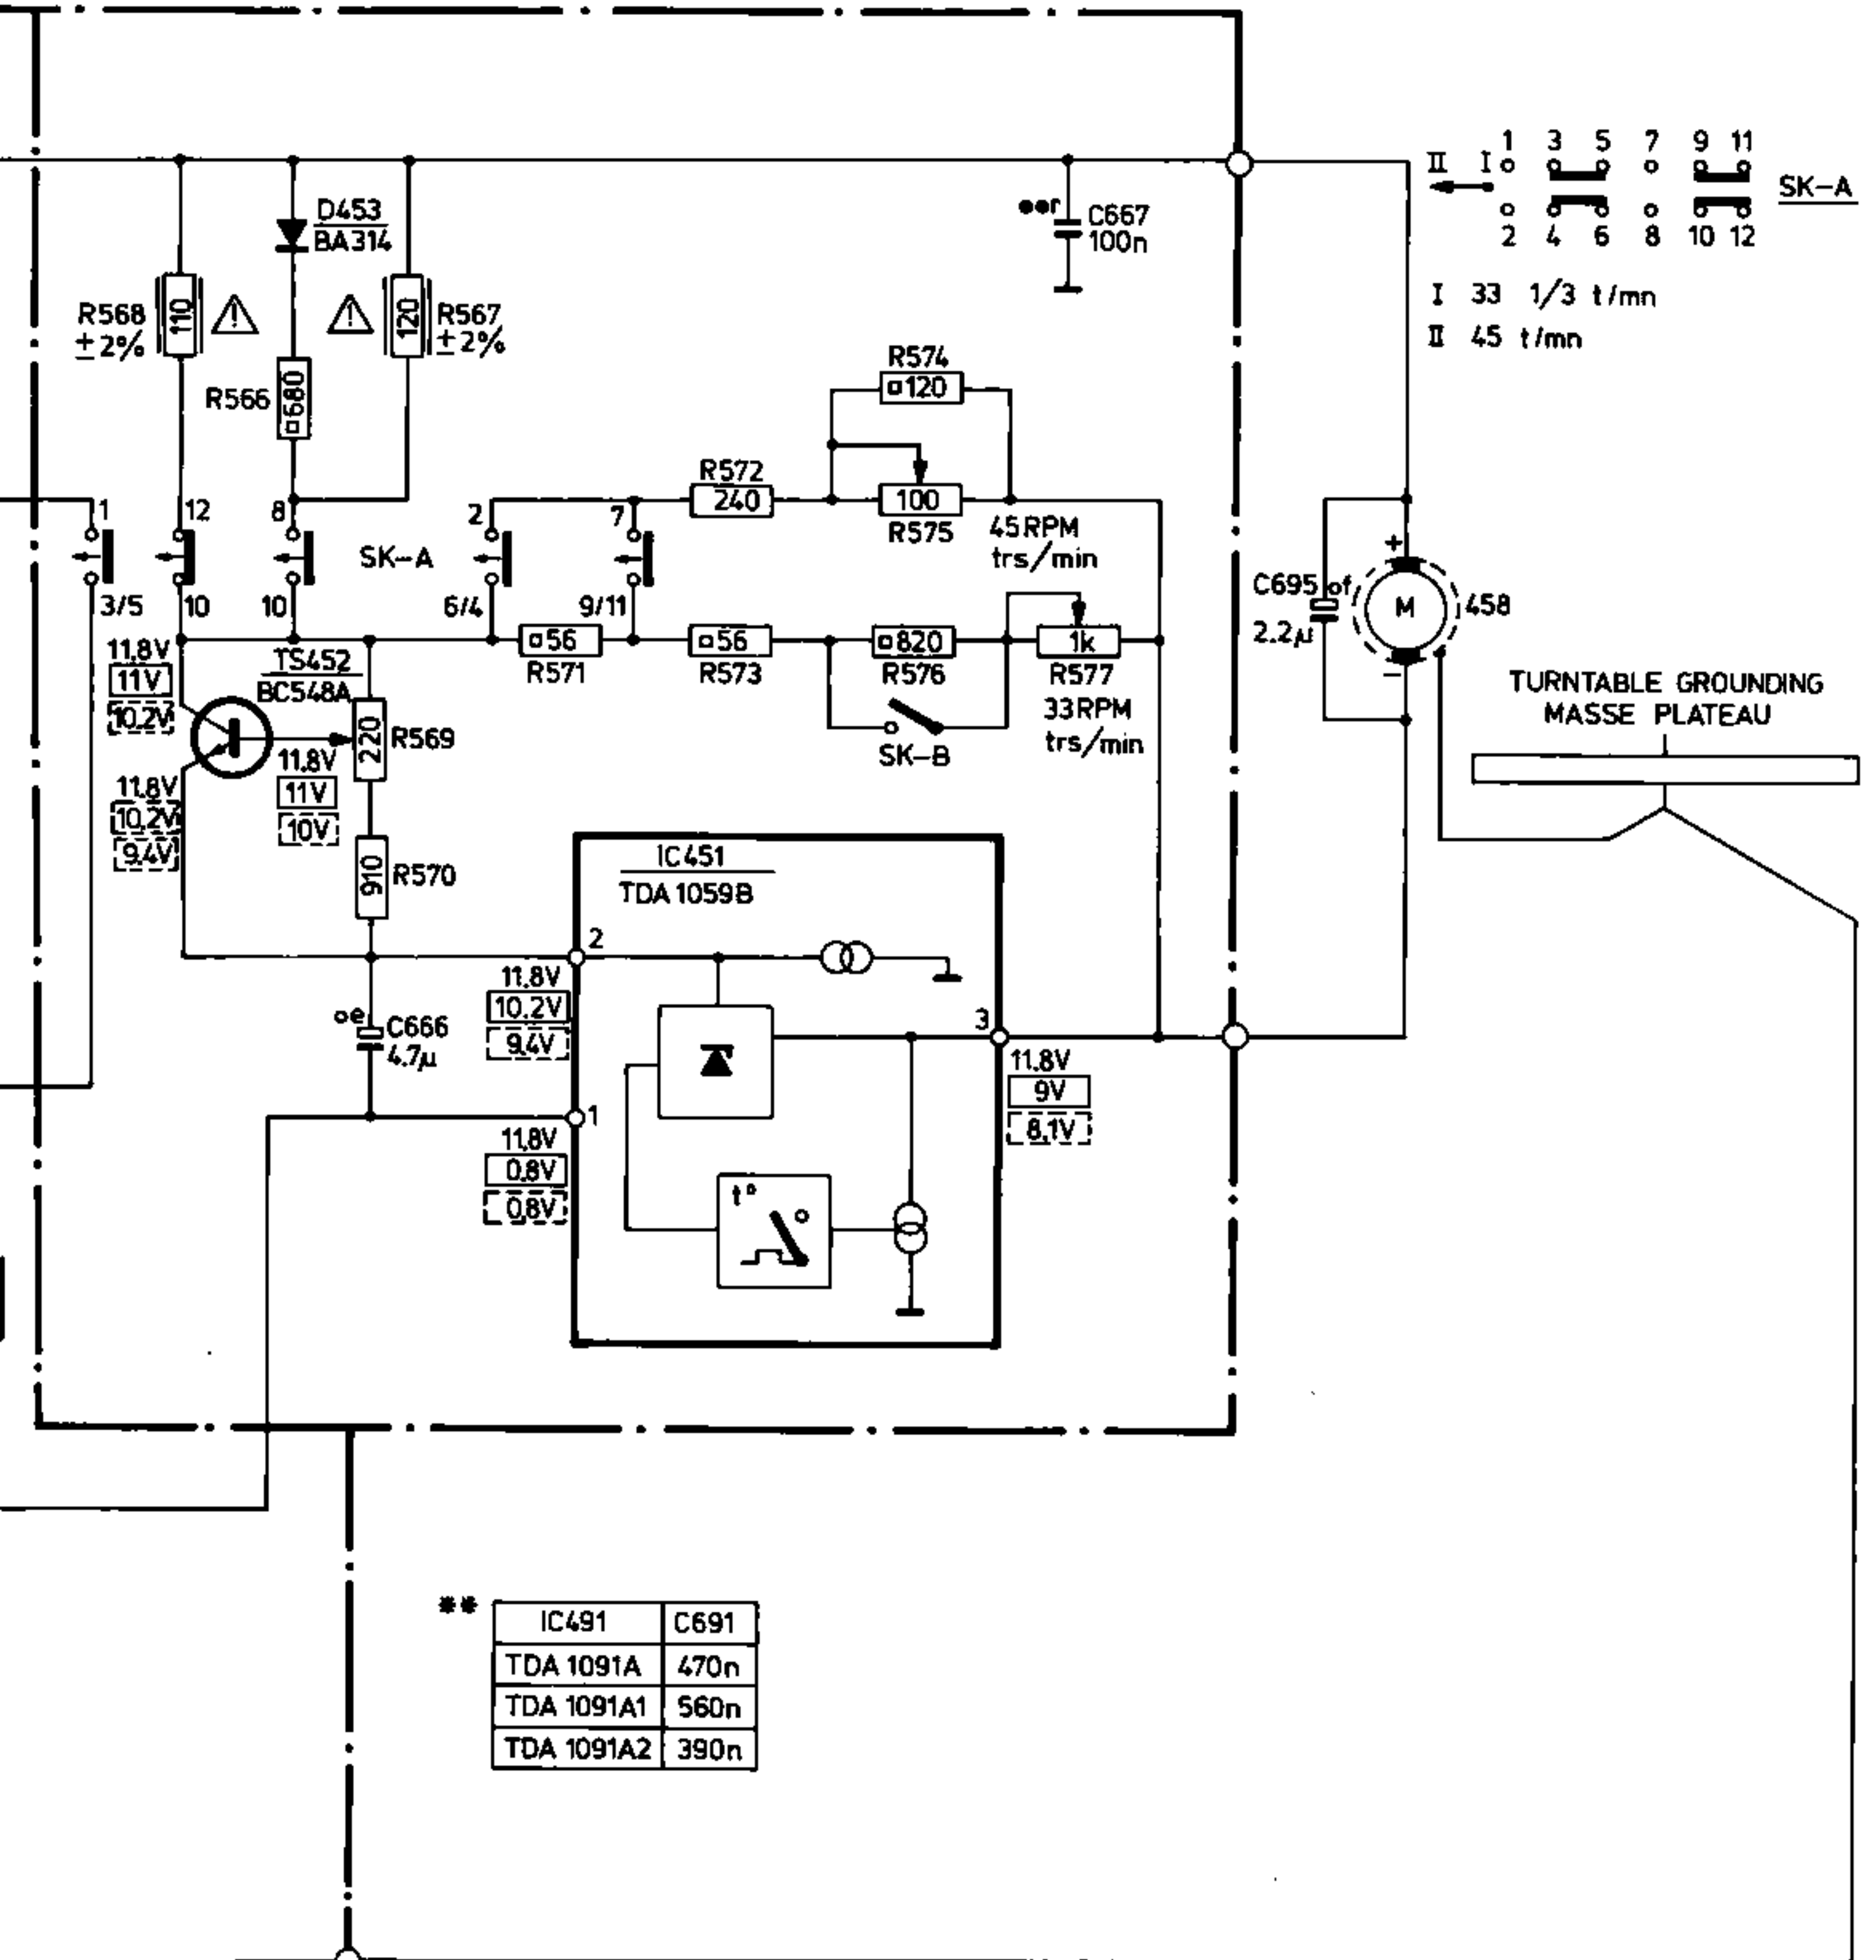 1 3 5 7 9 11
II I
SK-A
2 4 6 8 10 12
I 33 1/3 t/mn
II 45 t/mn
D453
BA314
C667
100n
R568
±2%
110
120
R567
±2%
R566
680
R574
120
R572
240
100
R575
45RPM
trs/min
1
12
8
2
7
SK-A
3/5
10
10
6/4
9/11
C695
2.2µ
+
M
458
-
56
R571
56
R573
820
R576
1k
R577
33RPM
trs/min
SK-B
11.8V
11V
10.2V
TS452
BC548A
220
R569
11.8V
11V
10V
11.8V
10.2V
9.4V
910
R570
TURNTABLE GROUNDING
MASSE PLATEAU
IC451
TDA 1059B
2
11.8V
10.2V
9.4V
C666
4.7µ
3
11.8V
9V
8.1V
1
11.8V
0.8V
0.8V
t°
** IC491 C691
TDA 1091A 470n
TDA 1091A1 560n
TDA 1091A2 390n